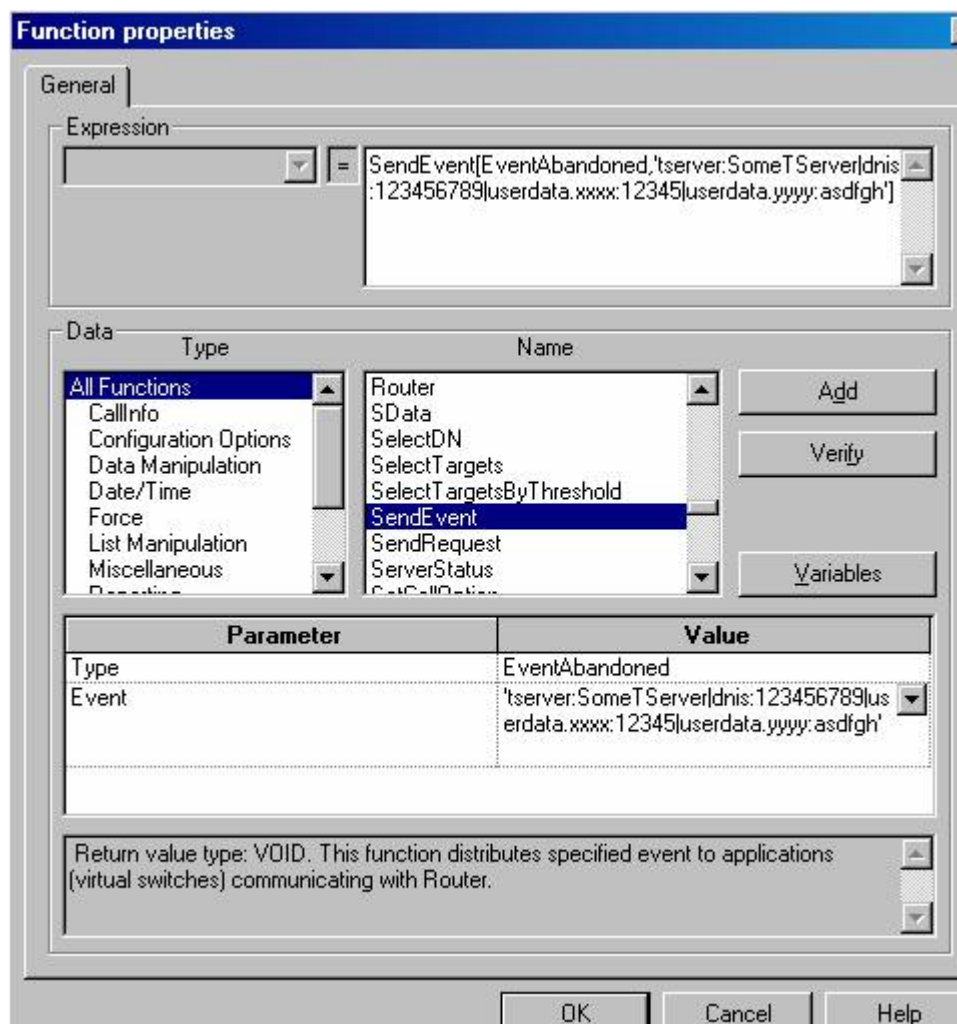 Function properties
General
Expression
=
SendEvent[EventAbandoned,'tserver:SomeTServer|dnis
:123456789|userdata.xxxx:12345|userdata.yyyy:asdfgh']
Data
Type
Name
All Functions
CallInfo
Configuration Options
Data Manipulation
Date/Time
Force
List Manipulation
Miscellaneous
Reporting
Router
SData
SelectDN
SelectTargets
SelectTargetsByThreshold
SendEvent
SendRequest
ServerStatus
SetCallOption
Add
Verify
Variables
Parameter Value
Type EventAbandoned
Event 'tserver:SomeTServer|dnis:123456789|us
erdata.xxxx:12345|userdata.yyyy:asdfgh'
Return value type: VOID. This function distributes specified event to applications
(virtual switches) communicating with Router.
OK Cancel Help